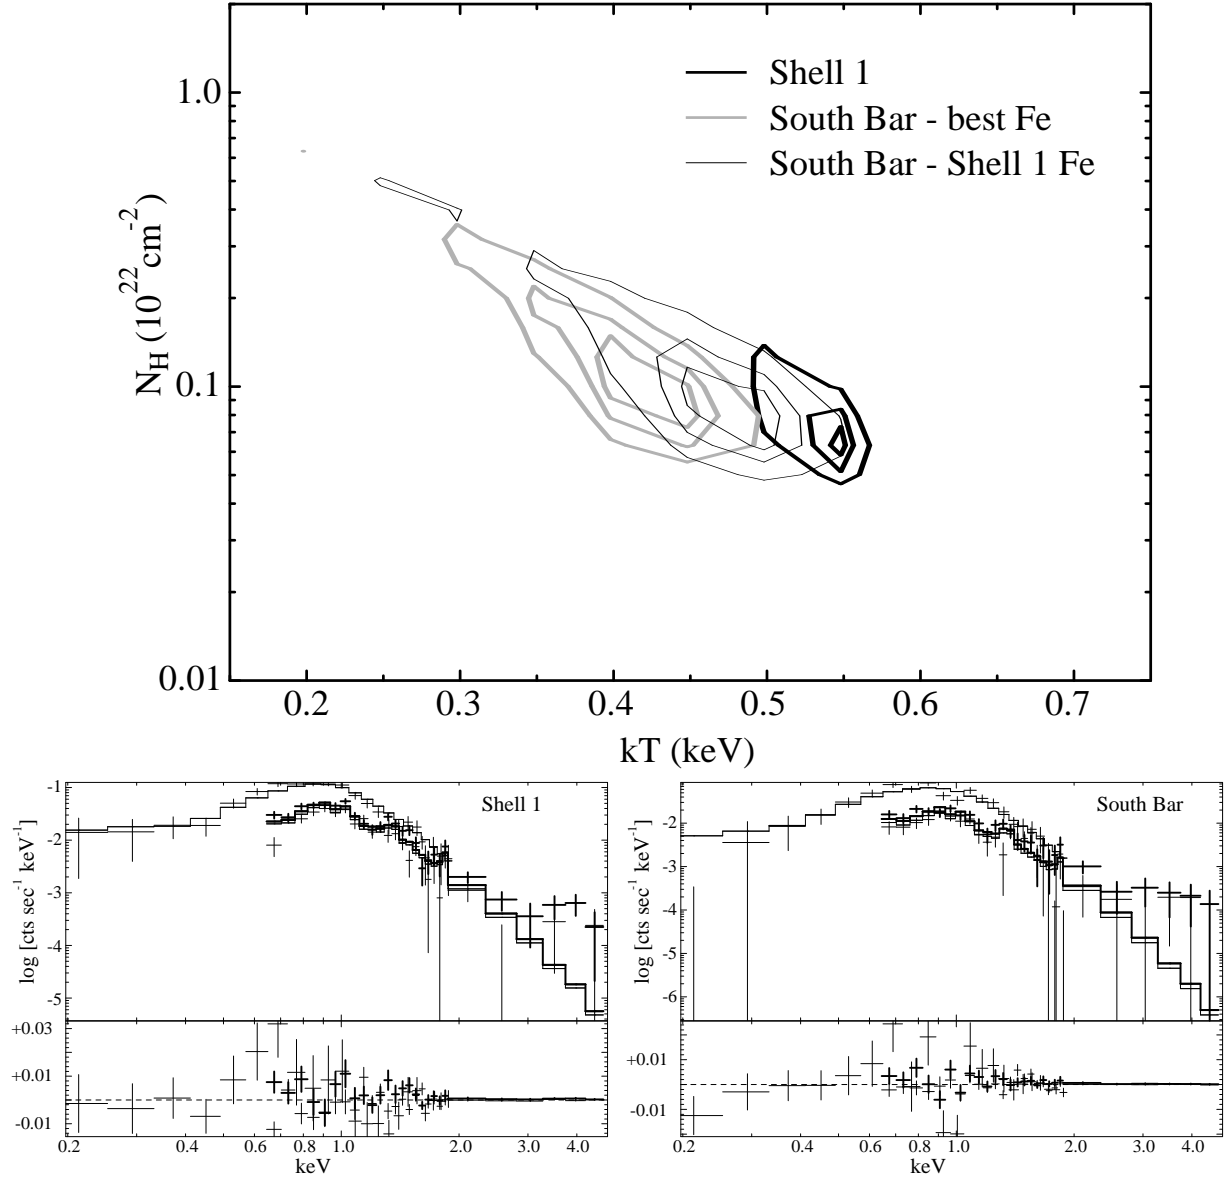 Shell 1
South Bar - best Fe
South Bar - Shell 1 Fe
1.0
0.1
0.01
N_H (10^22 cm^-2)
0.2 0.3 0.4 0.5 0.6 0.7
kT (keV)
Shell 1
-1
-2
-3
-4
-5
log [cts sec^-1 keV^-1]
+0.03
+0.01
-0.01
0.2 0.4 0.6 0.8 1.0 2.0 4.0
keV
South Bar
-2
-3
-4
-5
-6
log [cts sec^-1 keV^-1]
+0.01
-0.01
0.2 0.4 0.6 0.8 1.0 2.0 4.0
keV